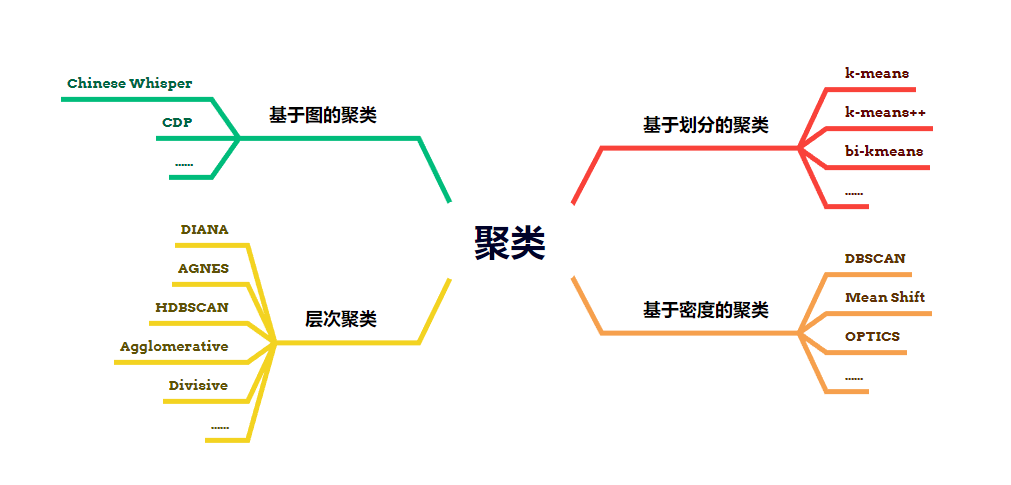 聚类
基于图的聚类
Chinese Whisper
CDP
......
层次聚类
DIANA
AGNES
HDBSCAN
Agglomerative
Divisive
......
基于划分的聚类
k-means
k-means++
bi-kmeans
......
基于密度的聚类
DBSCAN
Mean Shift
OPTICS
......